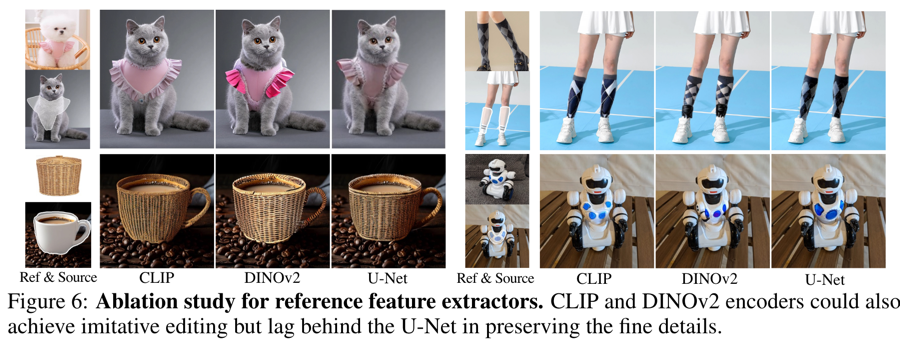 Ref & Source CLIP DINOv2 U-Net Ref & Source CLIP DINOv2 U-Net
Figure 6: Ablation study for reference feature extractors. CLIP and DINOv2 encoders could also
achieve imitative editing but lag behind the U-Net in preserving the fine details.